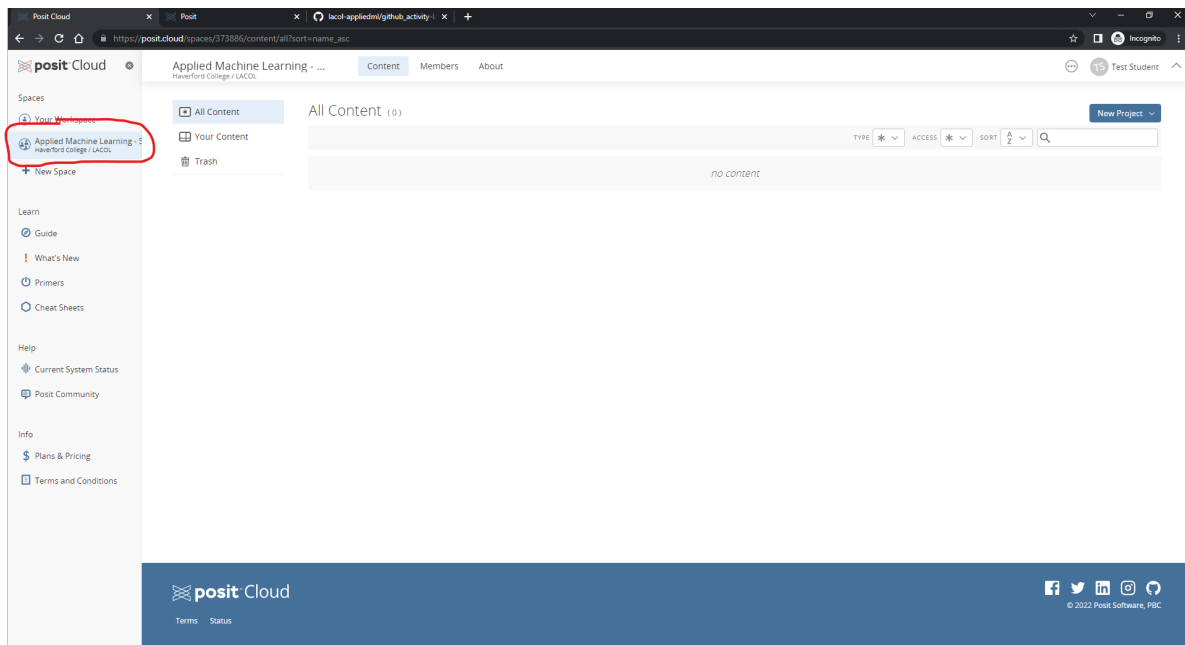 Posit Cloud
Posit
lacol-appliedml/github_activity-l
https://posit.cloud/spaces/373886/content/all?sort=name_asc
Incognito
posit Cloud
Applied Machine Learning - ...
Haverford College / LACOL
Content
Members
About
TS
Test Student
Spaces
Your Workspace
Applied Machine Learning - S
Haverford College / LACOL
New Space
Learn
Guide
What's New
Primers
Cheat Sheets
Help
Current System Status
Posit Community
Info
Plans & Pricing
Terms and Conditions
All Content
Your Content
Trash
All Content (0)
New Project
TYPE
ACCESS
SORT
A
Z
no content
posit Cloud
Terms
Status
© 2022 Posit Software, PBC